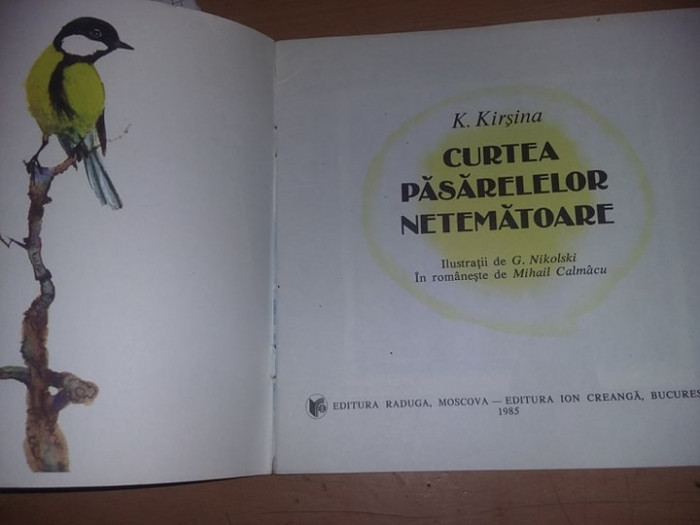 K. Kirşina
CURTEA
PĂSĂRELELOR
NETEMĂTOARE
Ilustraţii de G. Nikolski
În româneşte de Mihail Calmâcu
EDITURA RADUGA, MOSCOVA — EDITURA ION CREANGĂ, BUCURES
1985